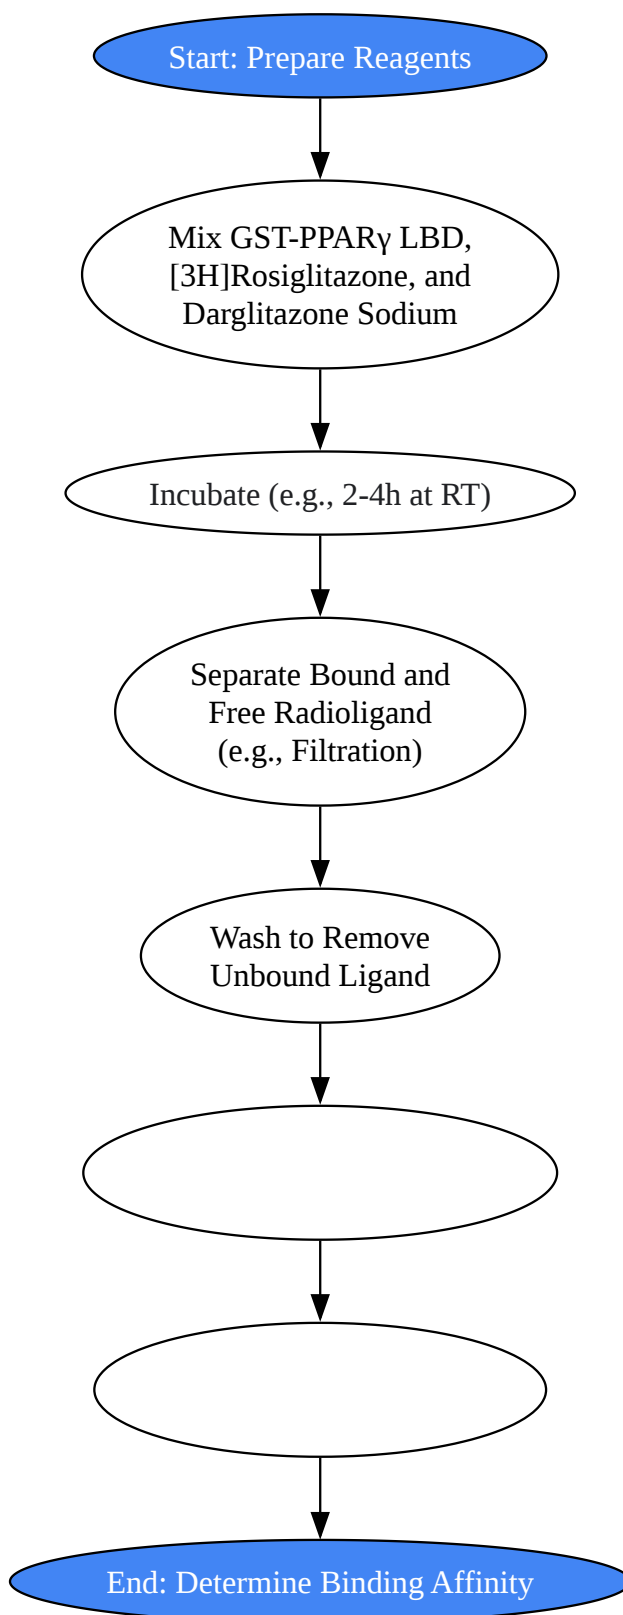 Start: Prepare Reagents
Mix GST-PPARγ LBD,
[3H]Rosiglitazone, and
Darglitazone Sodium
Incubate (e.g., 2-4h at RT)
Separate Bound and
Free Radioligand
(e.g., Filtration)
Wash to Remove
Unbound Ligand
End: Determine Binding Affinity